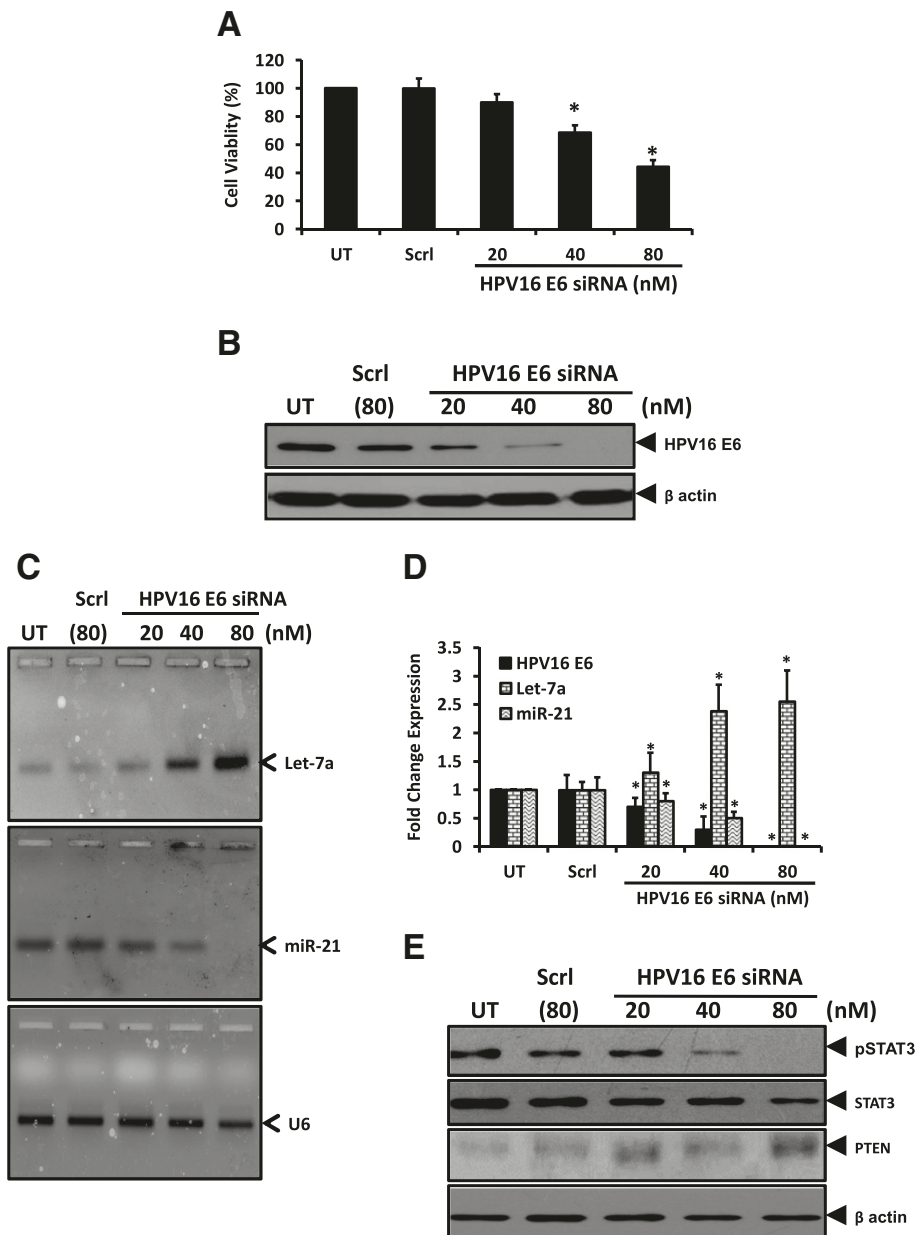 A
120
100
80
60
40
20
0
Cell Viablity (%)
*
*
UT Scrl 20 40 80
HPV16 E6 siRNA (nM)
B
Scrl HPV16 E6 siRNA
UT (80) 20 40 80 (nM)
HPV16 E6
β actin
C
Scrl HPV16 E6 siRNA
UT (80) 20 40 80 (nM)
Let-7a
miR-21
U6
D
3.5
3
2.5
2
1.5
1
0.5
0
Fold Change Expression
HPV16 E6
Let-7a
miR-21
* * *
* * *
* * *
UT Scrl 20 40 80
HPV16 E6 siRNA (nM)
E
Scrl HPV16 E6 siRNA
UT (80) 20 40 80 (nM)
pSTAT3
STAT3
PTEN
β actin